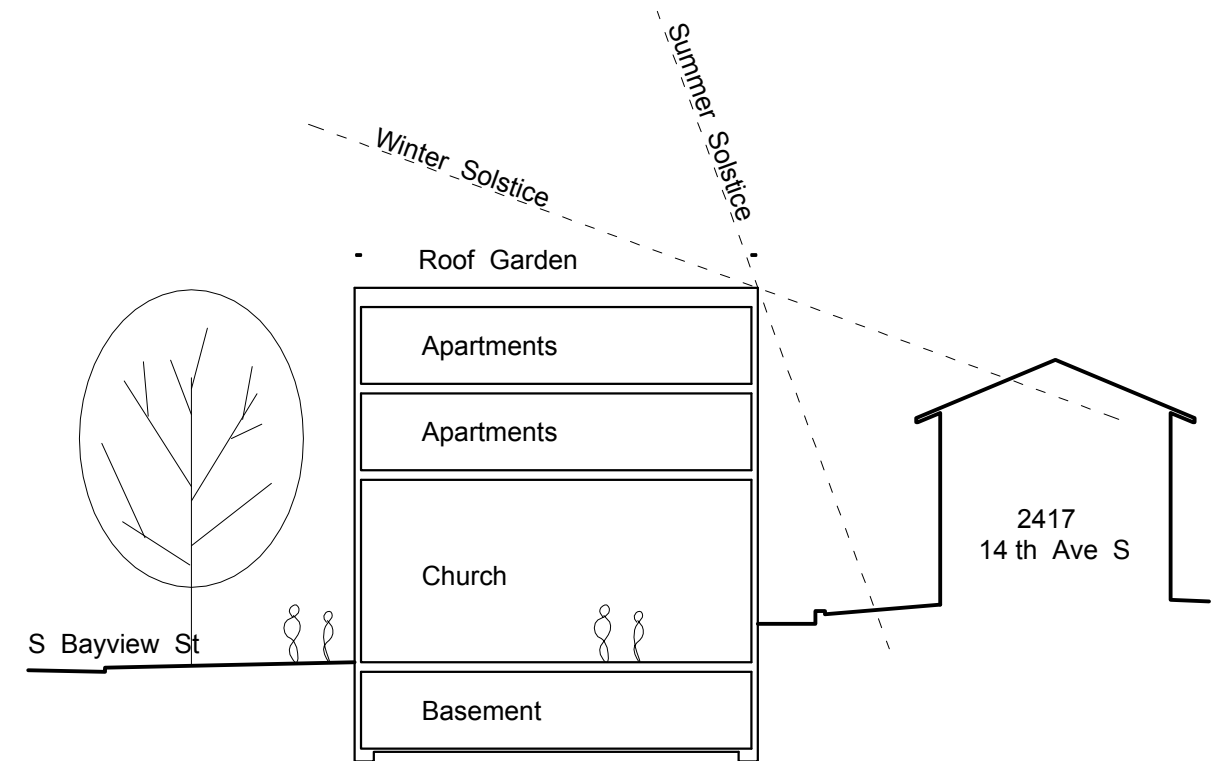 Summer Solstice
Winter Solstice
Roof Garden
Apartments
Apartments
2417
14 th Ave S
Church
S Bayview St
Basement